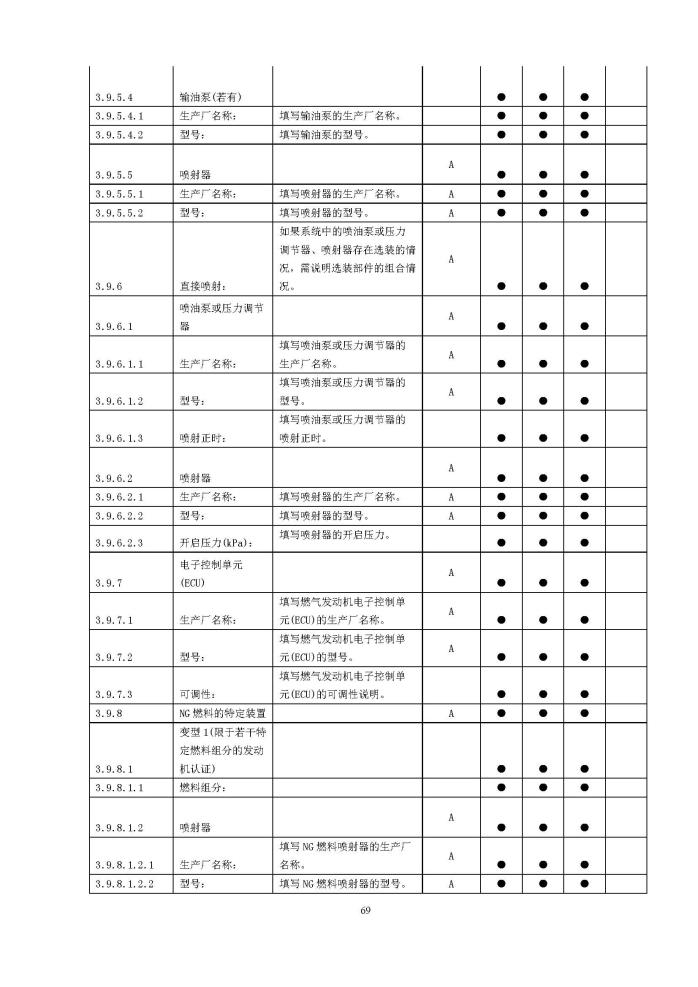 3.9.5.4 输油泵(若有) ● ● ●
3.9.5.4.1 生产厂名称: 填写输油泵的生产厂名称。 ● ● ●
3.9.5.4.2 型号: 填写输油泵的型号。 ● ● ●
3.9.5.5 喷射器 A ● ● ●
3.9.5.5.1 生产厂名称: 填写喷射器的生产厂名称。 A ● ● ●
3.9.5.5.2 型号: 填写喷射器的型号。 A ● ● ●
如果系统中的喷油泵或压力
调节器、喷射器存在选装的情
况，需说明选装部件的组合情
3.9.6 直接喷射: 况。 A ● ● ●
喷油泵或压力调节
3.9.6.1 器 A ● ● ●
填写喷油泵或压力调节器的
3.9.6.1.1 生产厂名称: 生产厂名称。 A ● ● ●
填写喷油泵或压力调节器的
3.9.6.1.2 型号: 型号。 A ● ● ●
填写喷油泵或压力调节器的
3.9.6.1.3 喷射正时: 喷射正时。 ● ● ●
3.9.6.2 喷射器 A ● ● ●
3.9.6.2.1 生产厂名称: 填写喷射器的生产厂名称。 A ● ● ●
3.9.6.2.2 型号: 填写喷射器的型号。 A ● ● ●
3.9.6.2.3 开启压力(kPa): 填写喷射器的开启压力。 ● ● ●
电子控制单元
3.9.7 (ECU) A ● ● ●
填写燃气发动机电子控制单
3.9.7.1 生产厂名称: 元(ECU)的生产厂名称。 A ● ● ●
填写燃气发动机电子控制单
3.9.7.2 型号: 元(ECU)的型号。 A ● ● ●
填写燃气发动机电子控制单
3.9.7.3 可调性: 元(ECU)的可调性说明。 ● ● ●
3.9.8 NG 燃料的特定装置 A ● ● ●
变型 1(限于若干特
定燃料组分的发动
3.9.8.1 机认证) ● ● ●
3.9.8.1.1 燃料组分: ● ● ●
3.9.8.1.2 喷射器 A ● ● ●
填写 NG 燃料喷射器的生产厂
3.9.8.1.2.1 生产厂名称: 名称。 A ● ● ●
3.9.8.1.2.2 型号: 填写 NG 燃料喷射器的型号。 A ● ● ●
69